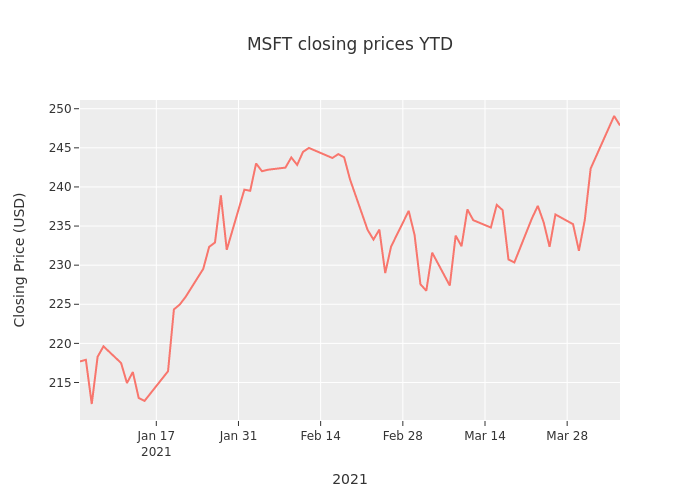 MSFT closing prices YTD
Closing Price (USD)
250
245
240
235
230
225
220
215
Jan 17
2021
Jan 31
Feb 14
Feb 28
Mar 14
Mar 28
2021